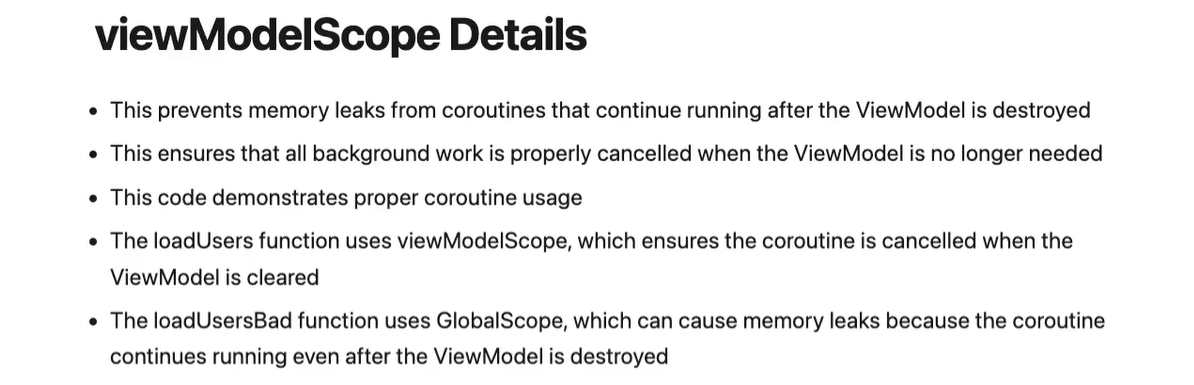 viewModelScope Details
• This prevents memory leaks from coroutines that continue running after the ViewModel is destroyed
• This ensures that all background work is properly cancelled when the ViewModel is no longer needed
• This code demonstrates proper coroutine usage
• The loadUsers function uses viewModelScope, which ensures the coroutine is cancelled when the
ViewModel is cleared
• The loadUsersBad function uses GlobalScope, which can cause memory leaks because the coroutine
continues running even after the ViewModel is destroyed